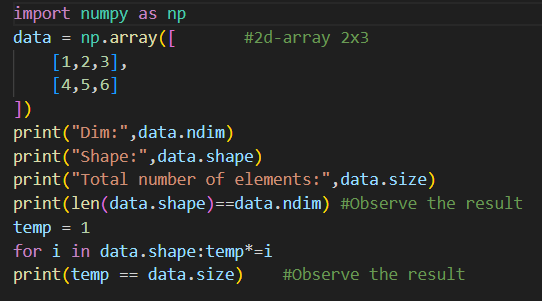 import numpy as np
data = np.array([       #2d-array 2x3
    [1,2,3],
    [4,5,6]
])
print("Dim:",data.ndim)
print("Shape:",data.shape)
print("Total number of elements:",data.size)
print(len(data.shape)==data.ndim) #Observe the result
temp = 1
for i in data.shape:temp*=i
print(temp == data.size)    #Observe the result